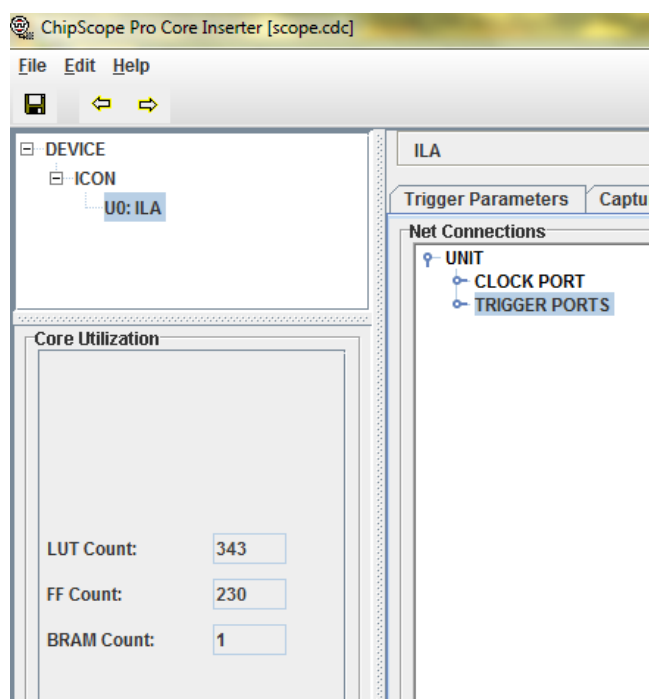 ChipScope Pro Core Inserter [scope.cdc]
File Edit Help
DEVICE
ICON
U0: ILA
Core Utilization
LUT Count: 343
FF Count: 230
BRAM Count: 1
ILA
Trigger Parameters Captu
Net Connections
UNIT
CLOCK PORT
TRIGGER PORTS